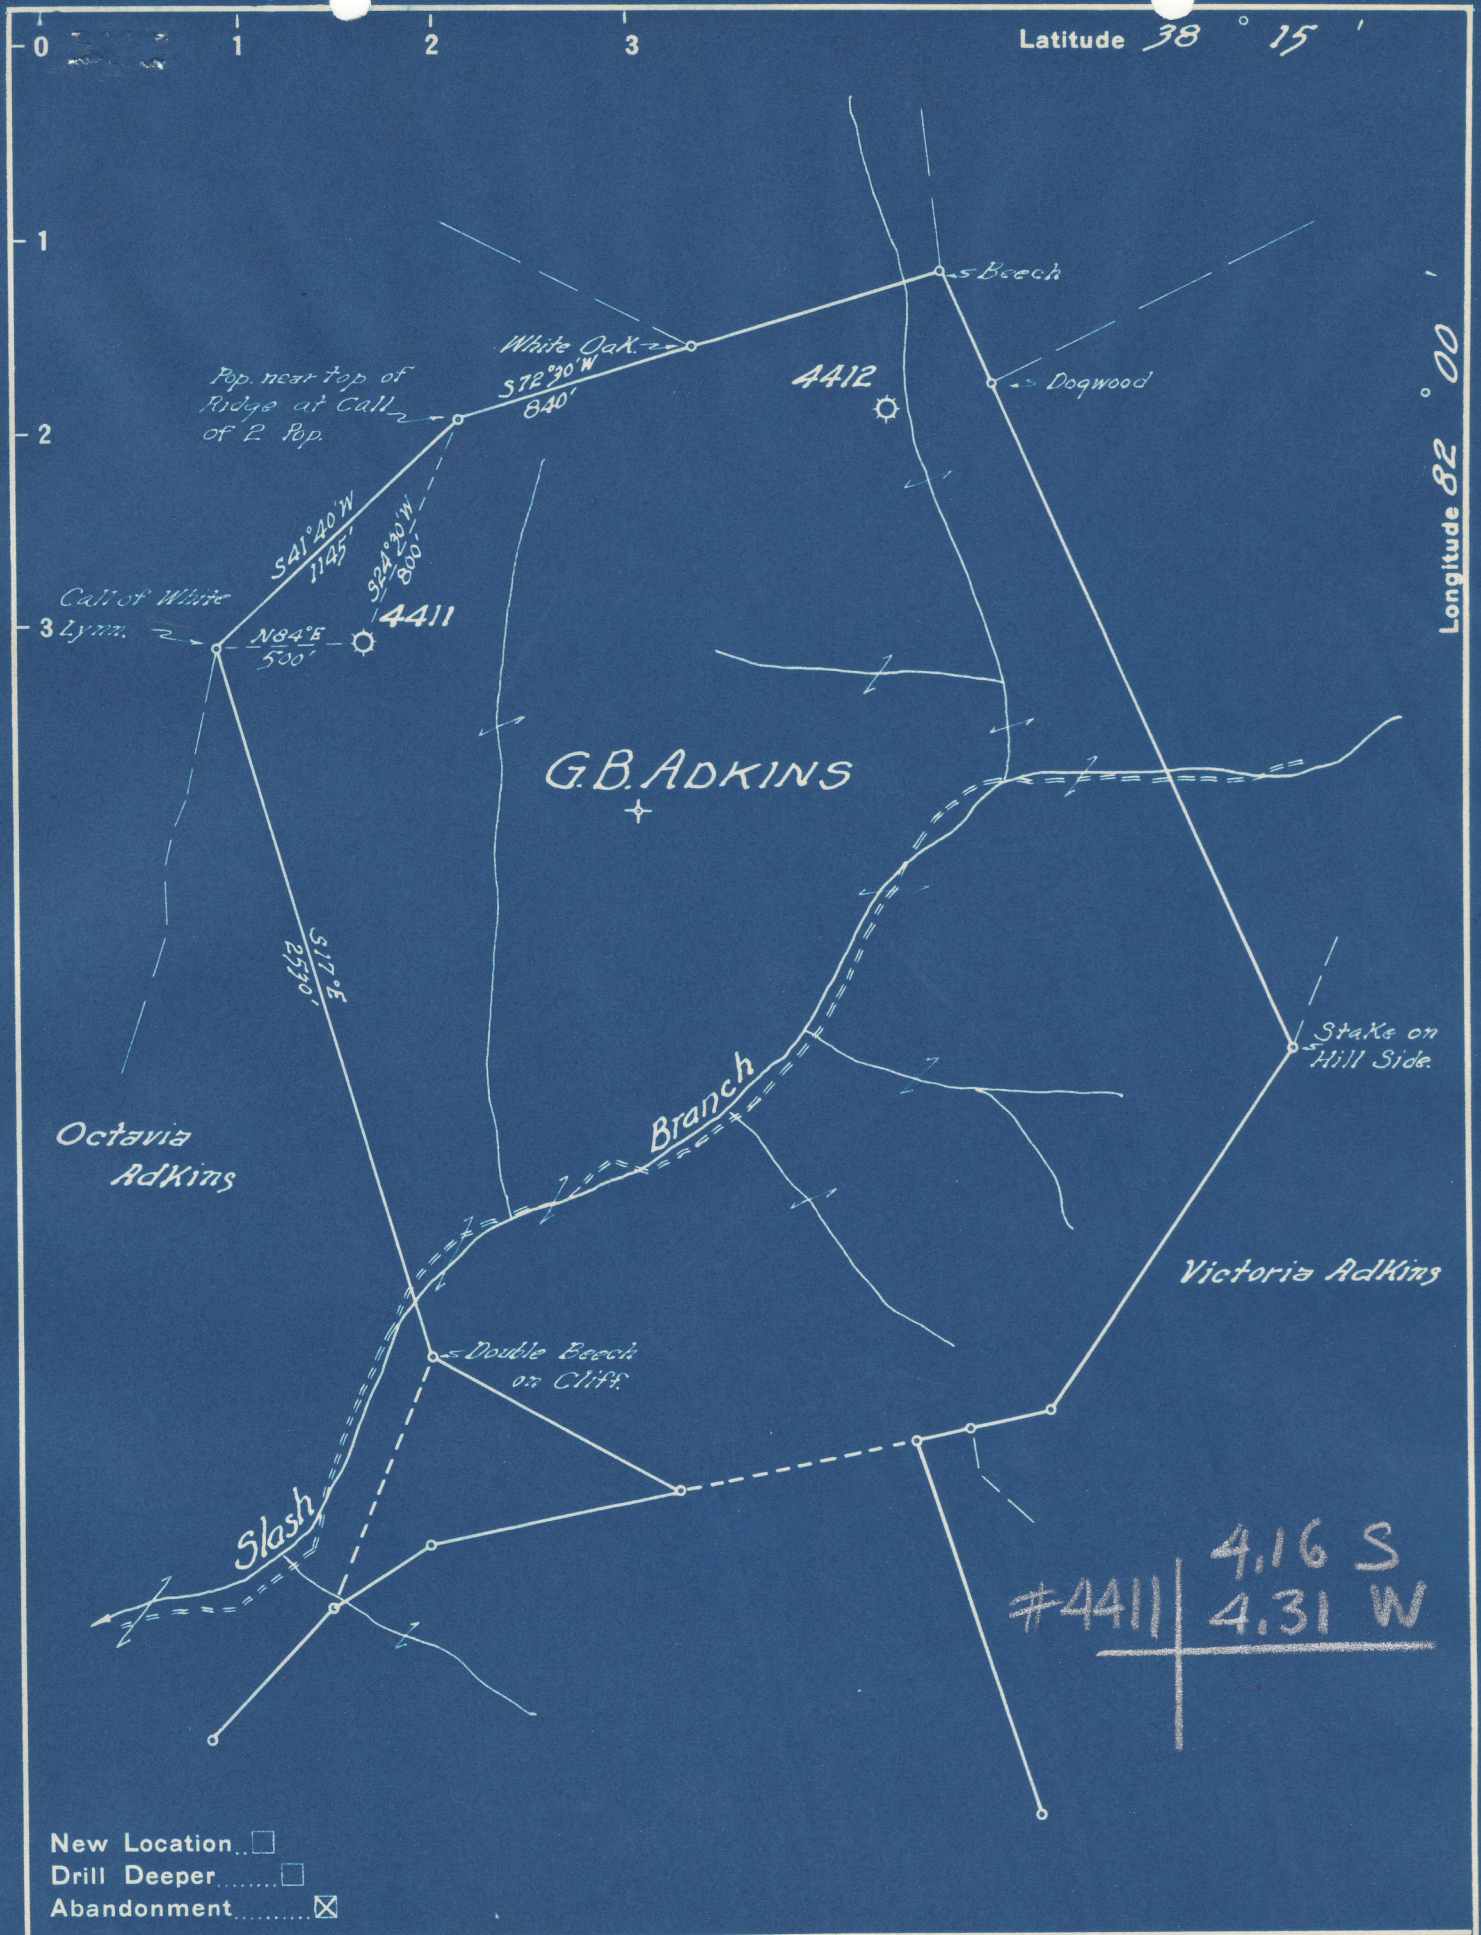 0 1 2 3
Latitude 38 ° 15 '
1
2
3
Longitude 82 ° 00 '
Beech
White Oak.
S72°30'W
840'
Pop. near top of
Ridge at Call
of 2 Pop.
4412
Dogwood
S41°40'W
1145'
S24°30'W
800'
Call of White
Lynn.
N84°E
500'
4411
G.B. ADKINS
S17°E
2530'
Stake on
Hill Side.
Octavia
Adkins
Branch
Victoria Adkins
Double Beech
on Cliff.
Slash
#4411 4.16 S
4.31 W
New Location..
Drill Deeper........
Abandonment..........